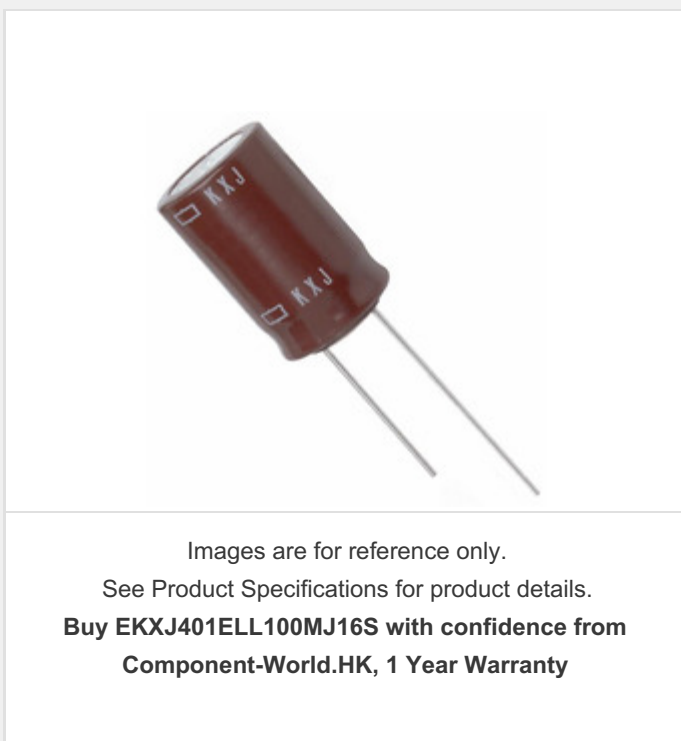 KXJ
KXJ
Images are for reference only.
See Product Specifications for product details.
Buy EKXJ401ELL100MJ16S with confidence from
Component-World.HK, 1 Year Warranty